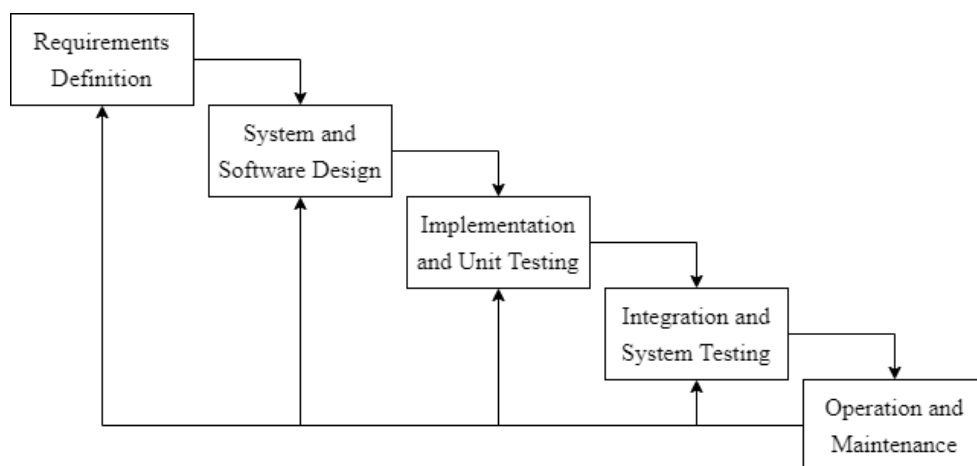 Requirements
Definition
System and
Software Design
Implementation
and Unit Testing
Integration and
System Testing
Operation and
Maintenance